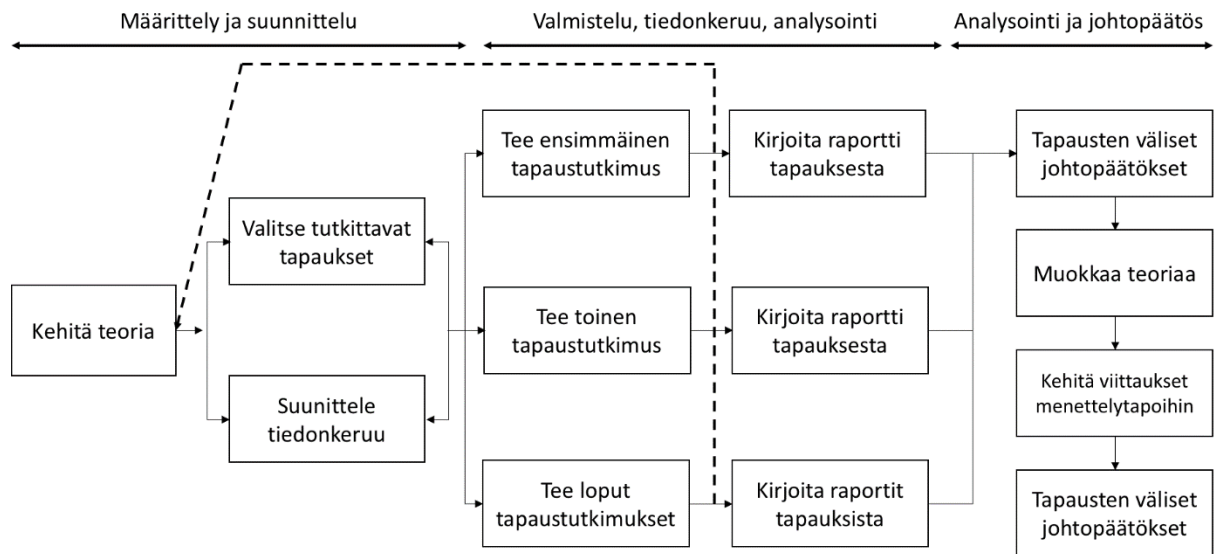 Määrittely ja suunnittelu
Valmistelu, tiedonkeruu, analysointi
Analysointi ja johtopäätös
Kehitä teoria
Valitse tutkittavat
tapaukset
Suunittele
tiedonkeruu
Tee ensimmäinen
tapaustutkimus
Kirjoita raportti
tapauksesta
Tee toinen
tapaustutkimus
Kirjoita raportti
tapauksesta
Tee loput
tapaustutkimukset
Kirjoita raportit
tapauksista
Tapausten väliset
johtopäätökset
Muokkaa teoriaa
Kehitä viittaukset
menettelytapoihin
Tapausten väliset
johtopäätökset